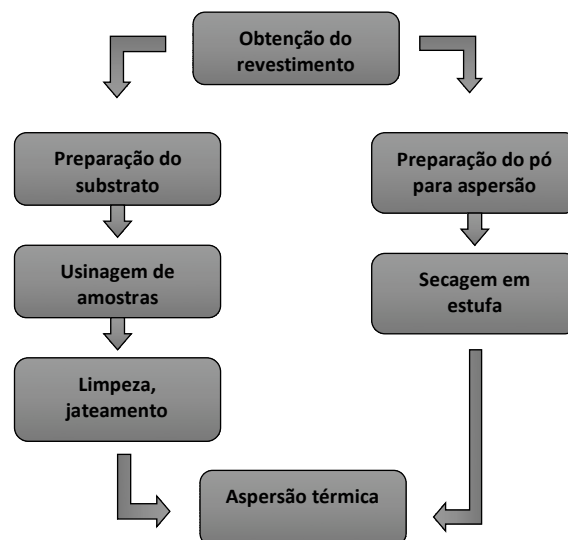 Obtenção do
revestimento
Preparação do
substrato
Preparação do pó
para aspersão
Usinagem de
amostras
Secagem em
estufa
Limpeza,
jateamento
Aspersão térmica